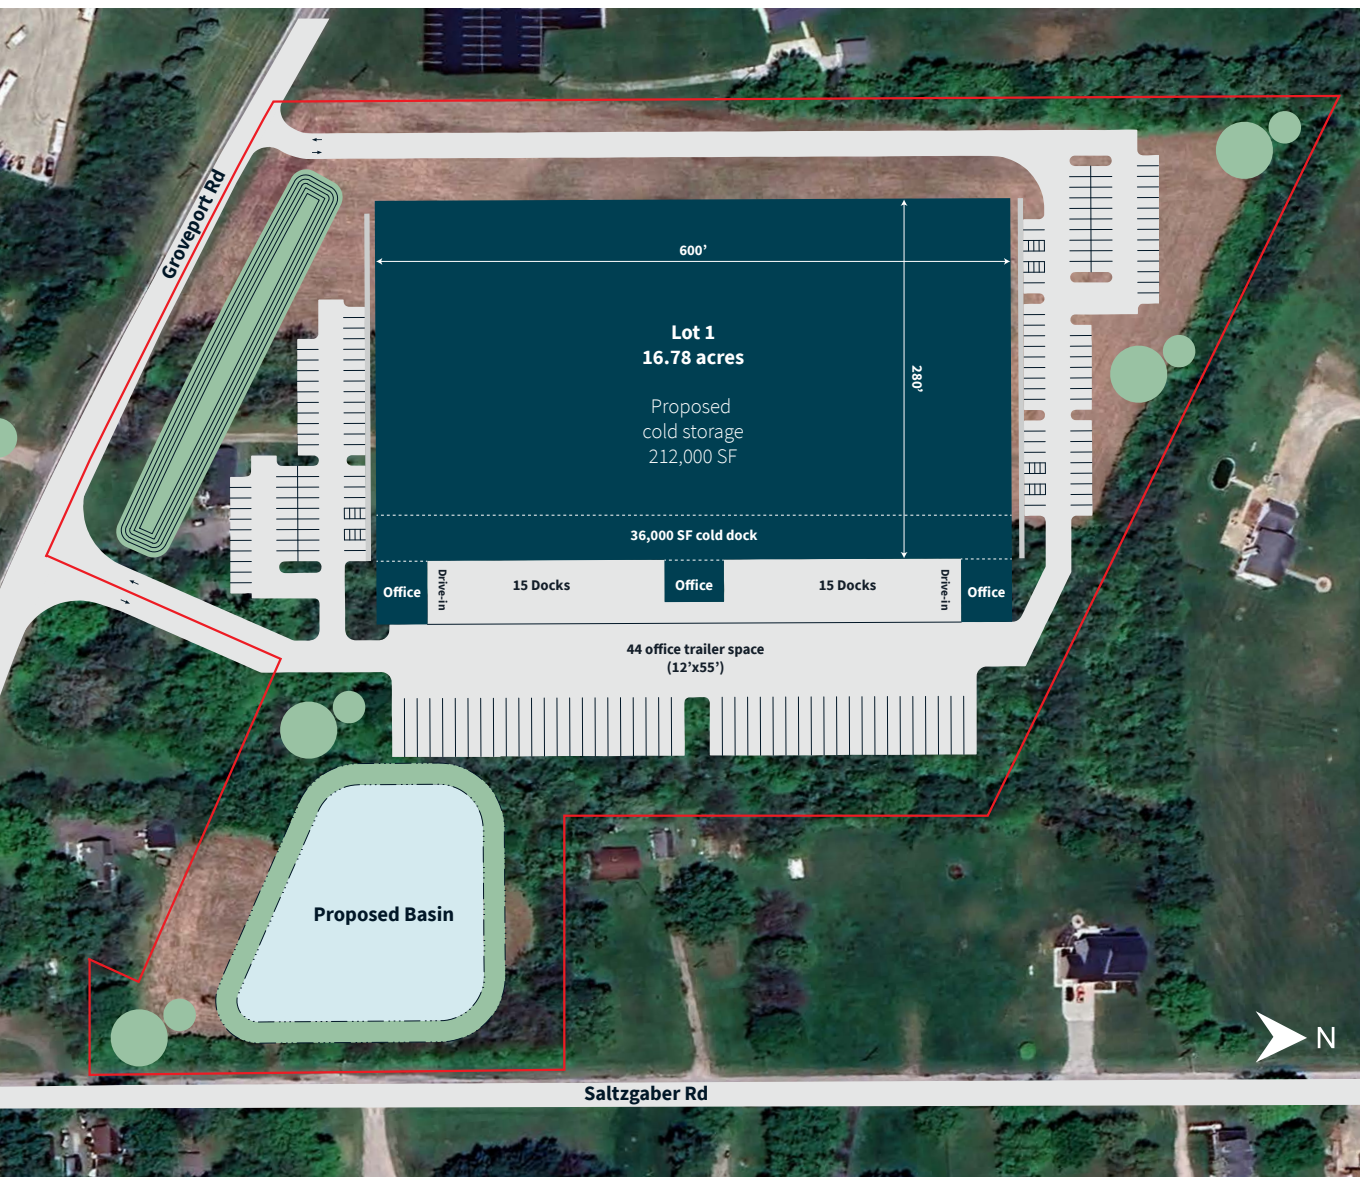 Groveport Rd
600’
Lot 1
16.78 acres
280’
Proposed
cold storage
212,000 SF
36,000 SF cold dock
Office
Drive-in
15 Docks
Office
15 Docks
Drive-in
Office
44 office trailer space
(12’x55’)
Proposed Basin
N
Saltzgaber Rd